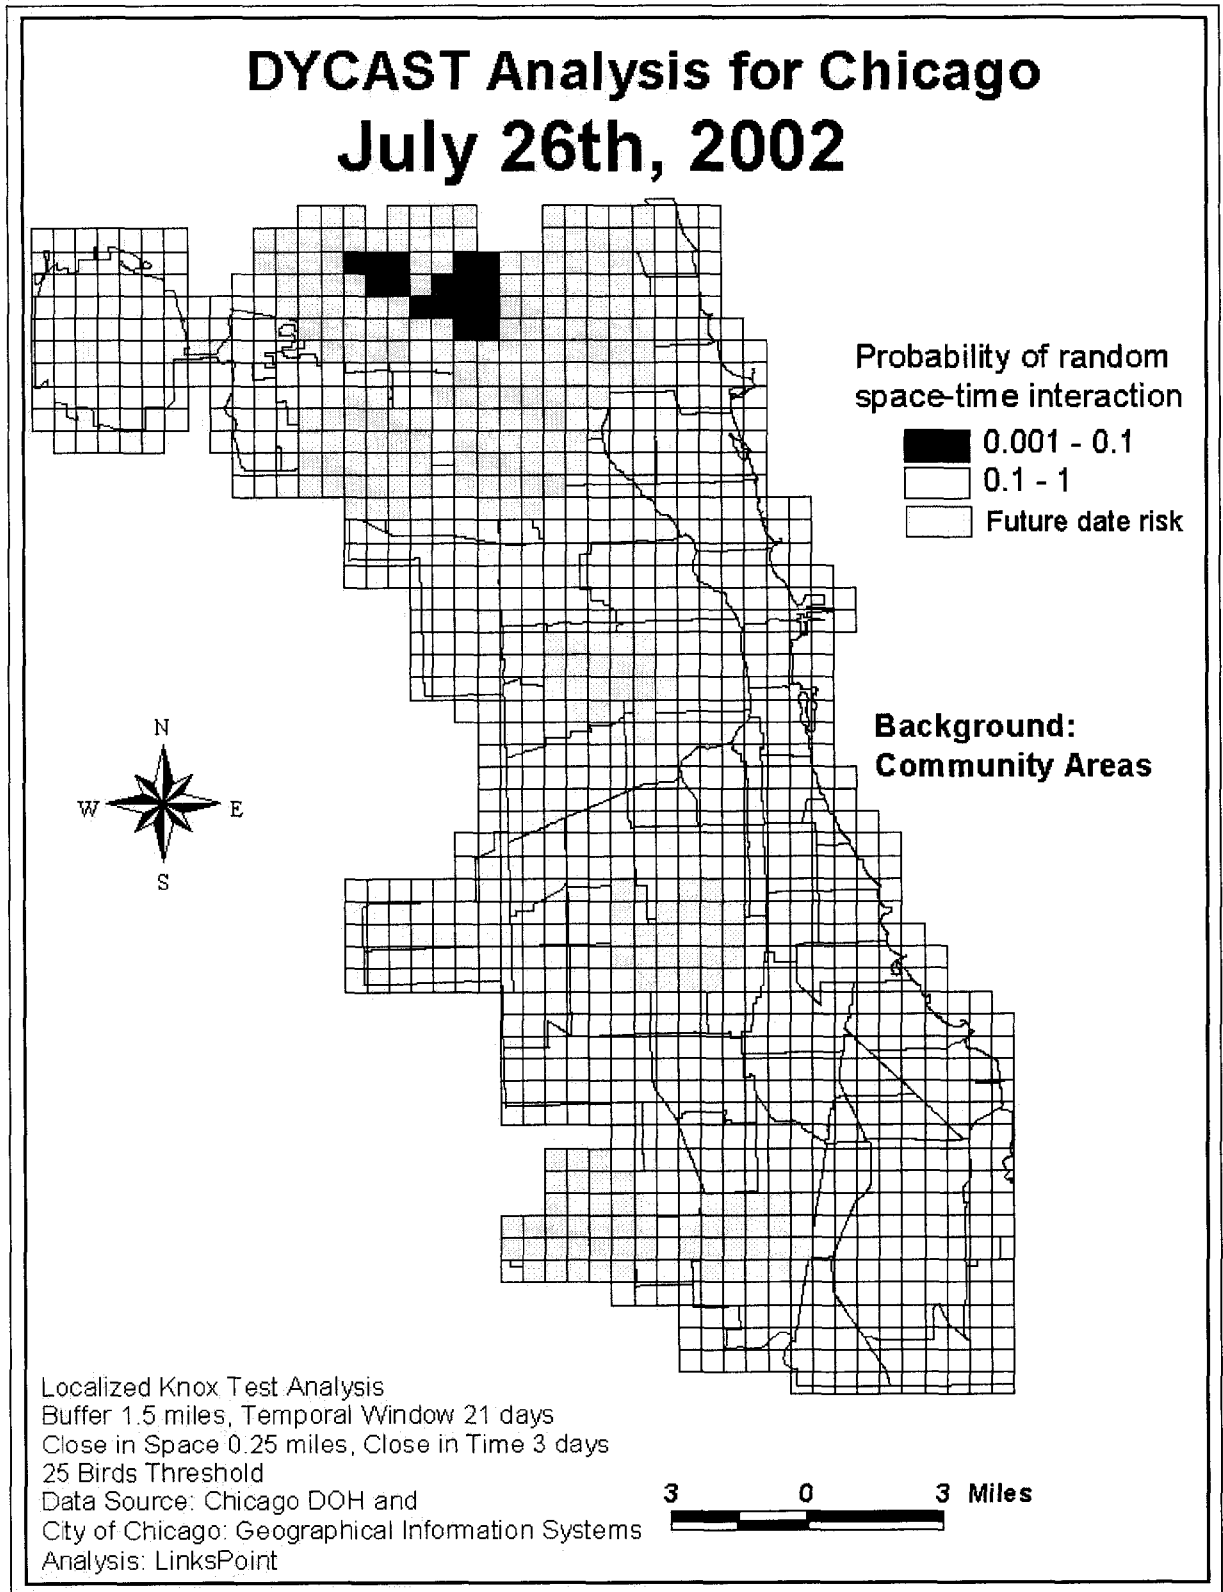 DYCAST Analysis for Chicago
July 26th, 2002
Probability of random
space-time interaction
0.001 - 0.1
0.1 - 1
Future date risk
Background:
Community Areas
N
W
E
S
Localized Knox Test Analysis
Buffer 1.5 miles, Temporal Window 21 days
Close in Space 0.25 miles, Close in Time 3 days
25 Birds Threshold
Data Source: Chicago DOH and
City of Chicago: Geographical Information Systems
Analysis: LinksPoint
3 0 3 Miles